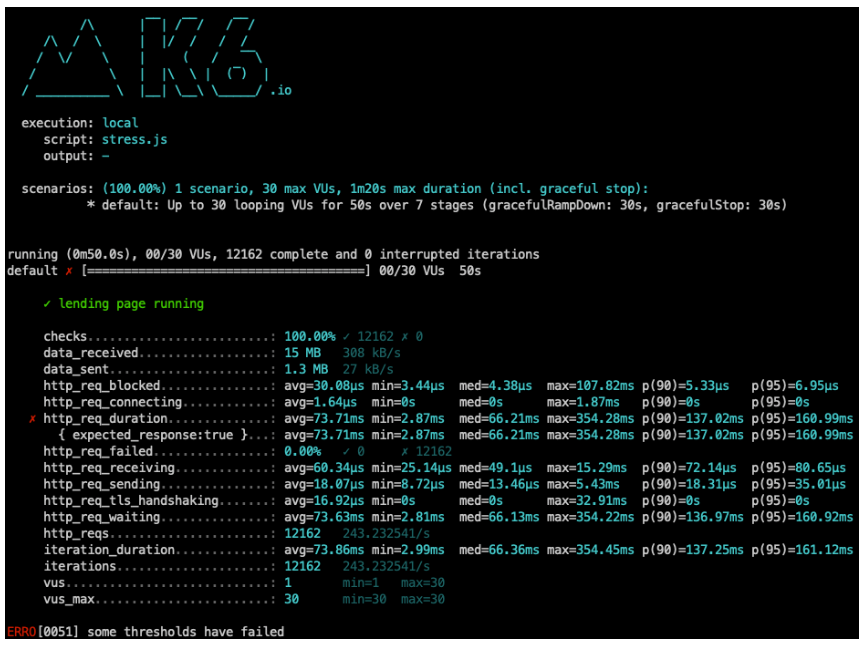 .io
execution: local
script: stress.js
output: -
scenarios: (100.00%) 1 scenario, 30 max VUs, 1m20s max duration (incl. graceful stop):
* default: Up to 30 looping VUs for 50s over 7 stages (gracefulRampDown: 30s, gracefulStop: 30s)
running (0m50.0s), 00/30 VUs, 12162 complete and 0 interrupted iterations
default ✗ [======================================] 00/30 VUs  50s
✓ lending page running
checks.........................: 100.00% ✓ 12162 ✗ 0
data_received..................: 15 MB   308 kB/s
data_sent......................: 1.3 MB  27 kB/s
http_req_blocked...............: avg=30.08µs min=3.44µs  med=4.38µs  max=107.82ms p(90)=5.33µs   p(95)=6.95µs
http_req_connecting............: avg=1.64µs  min=0s      med=0s      max=1.87ms   p(90)=0s       p(95)=0s
✗ http_req_duration..............: avg=73.71ms min=2.87ms  med=66.21ms max=354.28ms p(90)=137.02ms p(95)=160.99ms
{ expected_response:true }...: avg=73.71ms min=2.87ms  med=66.21ms max=354.28ms p(90)=137.02ms p(95)=160.99ms
http_req_failed................: 0.00%   ✓ 0     ✗ 12162
http_req_receiving.............: avg=60.34µs min=25.14µs med=49.1µs  max=15.29ms  p(90)=72.14µs  p(95)=80.65µs
http_req_sending...............: avg=18.07µs min=8.72µs  med=13.46µs max=5.43ms   p(90)=18.31µs  p(95)=35.01µs
http_req_tls_handshaking.......: avg=16.92µs min=0s      med=0s      max=32.91ms  p(90)=0s       p(95)=0s
http_req_waiting...............: avg=73.63ms min=2.81ms  med=66.13ms max=354.22ms p(90)=136.97ms p(95)=160.92ms
http_reqs......................: 12162   243.232541/s
iteration_duration.............: avg=73.86ms min=2.99ms  med=66.36ms max=354.45ms p(90)=137.25ms p(95)=161.12ms
iterations.....................: 12162   243.232541/s
vus............................: 1       min=1   max=30
vus_max........................: 30      min=30  max=30
ERRO[0051] some thresholds have failed